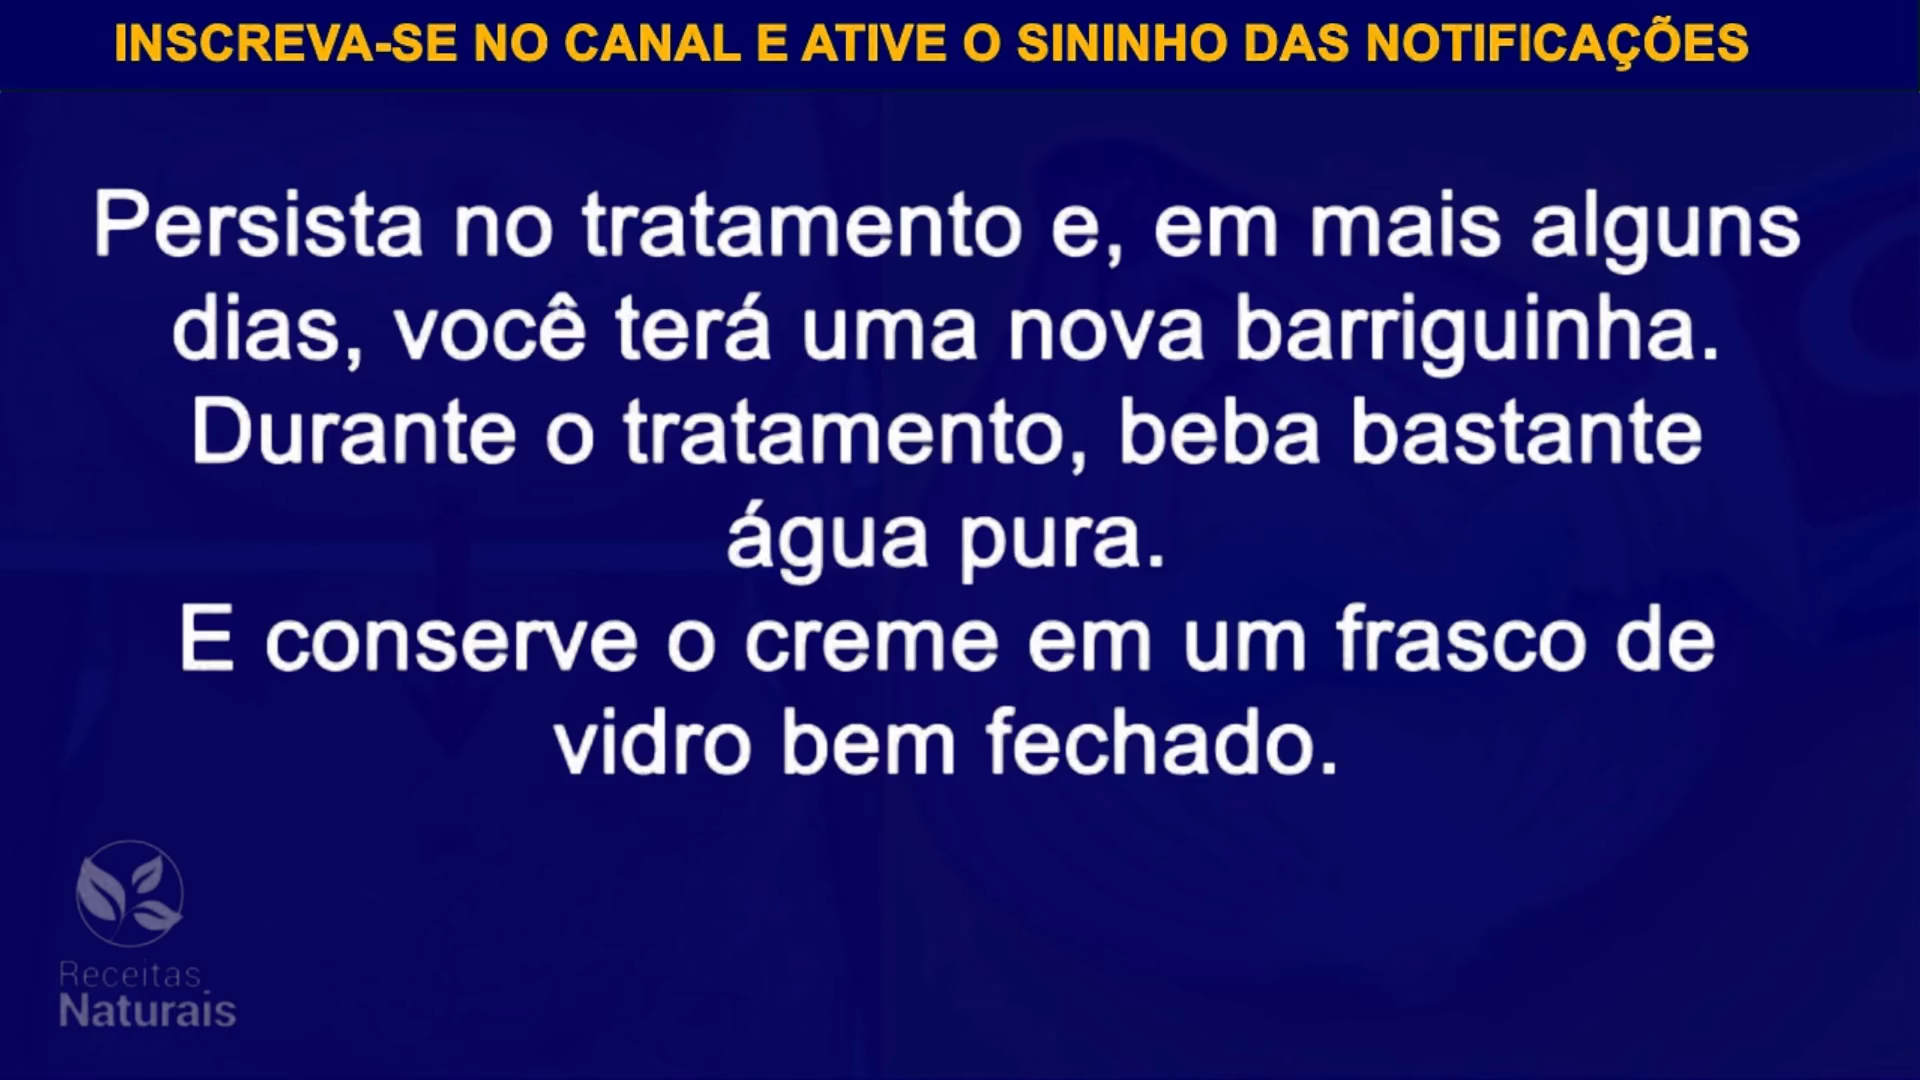 INSCREVA-SE NO CANAL E ATIVE O SININHO DAS NOTIFICAÇÕES
Persista no tratamento e, em mais alguns
dias, você terá uma nova barriguinha.
Durante o tratamento, beba bastante
água pura.
E conserve o creme em um frasco de
vidro bem fechado.
Receitas
Naturais